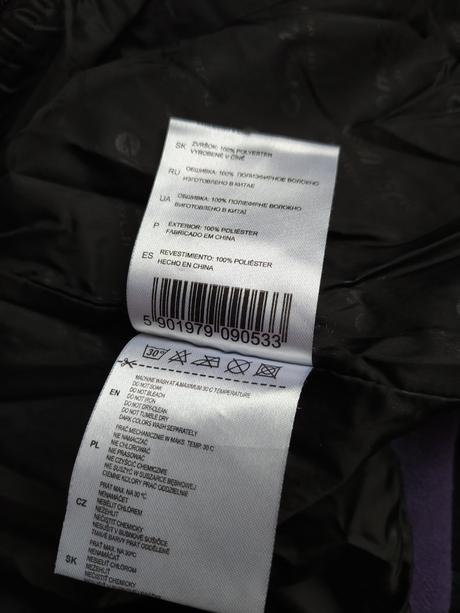 SK ZVRŠOK: 100% POLYESTER
VYROBENÉ V ČÍNE
RU ОБШИВКА: 100% ПОЛИЭФИРНОЕ ВОЛОКНО
ИЗГОТОВЛЕНО В КИТАЕ
UA ОБШИВКА: 100% ПОЛІЕФІРНЕ ВОЛОКНО
ВИГОТОВЛЕНО В КИТАЇ
P EXTERIOR: 100% POLIÉSTER
FABRICADO EM CHINA
ES REVESTIMIENTO: 100% POLIÉSTER
HECHO EN CHINA
5 901979 090533
30°
EN MACHINE WASH AT A MAXIMUM 30 C TEMPERATURE
DO NOT SOAK
DO NOT BLEACH
DO NOT IRON
DO NOT DRY-CLEAN
DO NOT TUMBLE DRY
DARK COLORS WASH SEPARATELY
PL PRAĆ MECHANICZNIE W MAKS. TEMP. 30 C
NIE NAMACZAĆ
NIE CHLOROWAĆ
NIE PRASOWAĆ
NIE CZYŚCIĆ CHEMICZNIE
NIE SUSZYĆ W SUSZARCE BĘBNOWEJ
CIEMNE KOLORY PRAĆ ODDZIELNIE
CZ PRÁT MAX. NA 30 °C
NENAMÁČET
NEBĚLIT CHLÓREM
NEŽEHLIT
NEČISTIT CHEMICKY
NESUŠIT V BUBNOVÉ SUŠIČCE
TMAVÉ BARVY PRÁT ODDĚLENĚ
SK PRAŤ MAX. NA 30°C
NENAMÁČAŤ
NEBIELIŤ CHLÓROM
NEŽEHLIŤ
NEČISTIŤ CHEMICKY